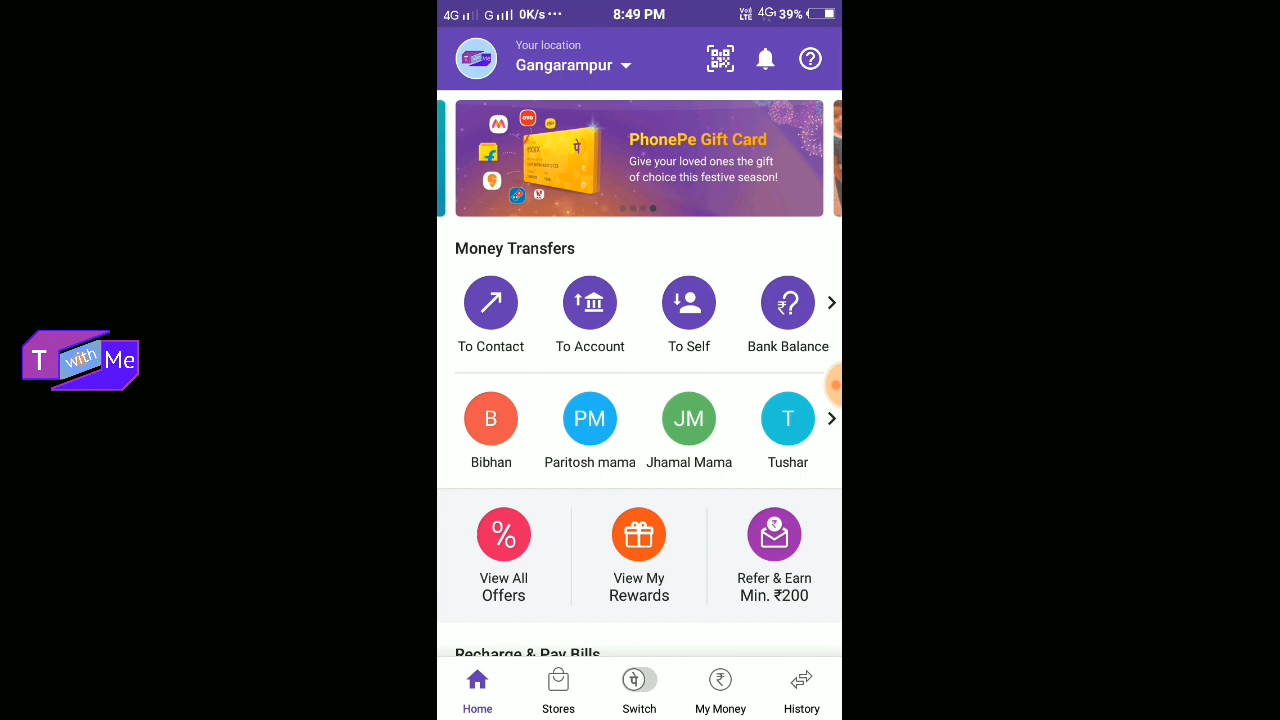 4G G 0K/s ••• 8:49 PM VoI LTE 4G 39%
Your location
Gangarampur
PhonePe Gift Card
Give your loved ones the gift
of choice this festive season!
T with Me
Money Transfers
To Contact To Account To Self Bank Balance
B PM JM T
Bibhan Paritosh mama Jhamal Mama Tushar
View All View My Refer & Earn
Offers Rewards Min. ₹200
Recharge & Pay Bills
Home Stores Switch My Money History